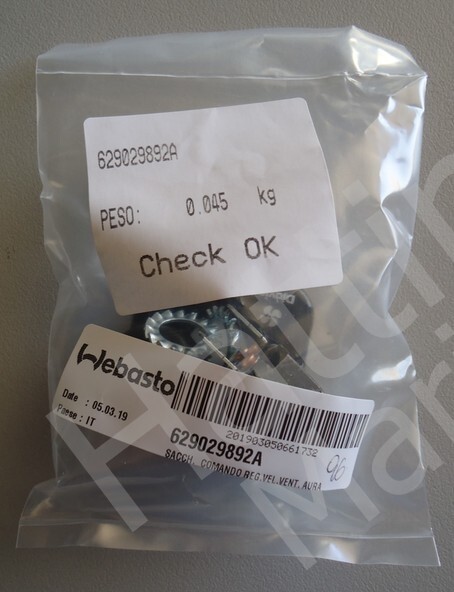 629029892A
PESO: 0.045 kg
Check OK
Webasto
Date : 05.03.19
Paese : IT
201903050661732
629029892A
SACCH. COMANDO REG.VEL.VENT. AURA
96